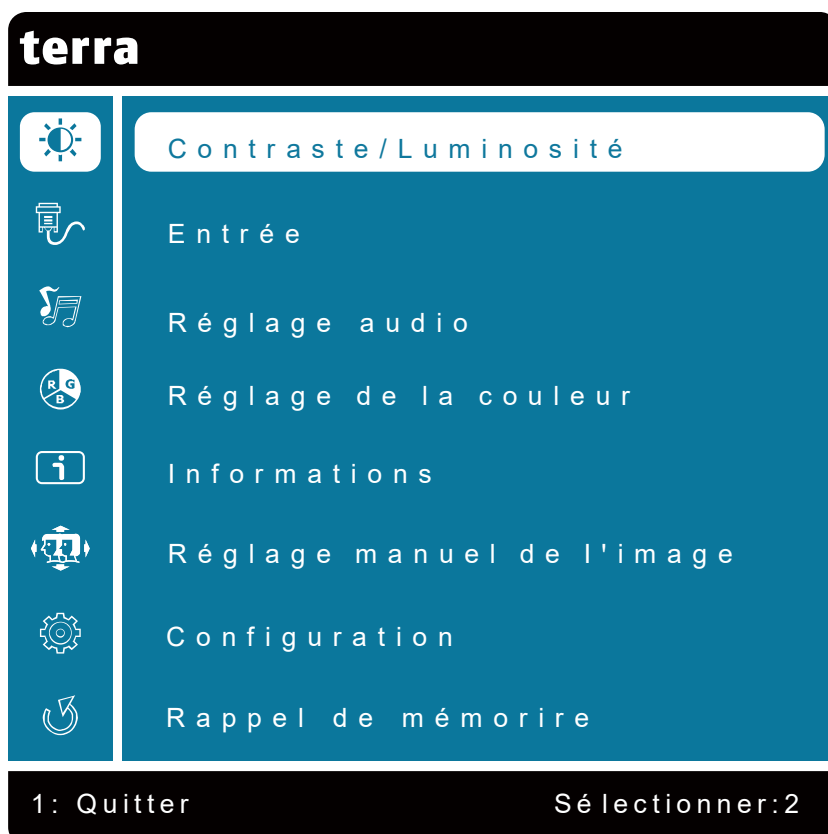 terra
Contraste/Luminosité
Entrée
Réglage audio
R G B
Réglage de la couleur
i
Informations
Réglage manuel de l'image
Configuration
Rappel de mémorire
1: Quitter Sélectionner:2